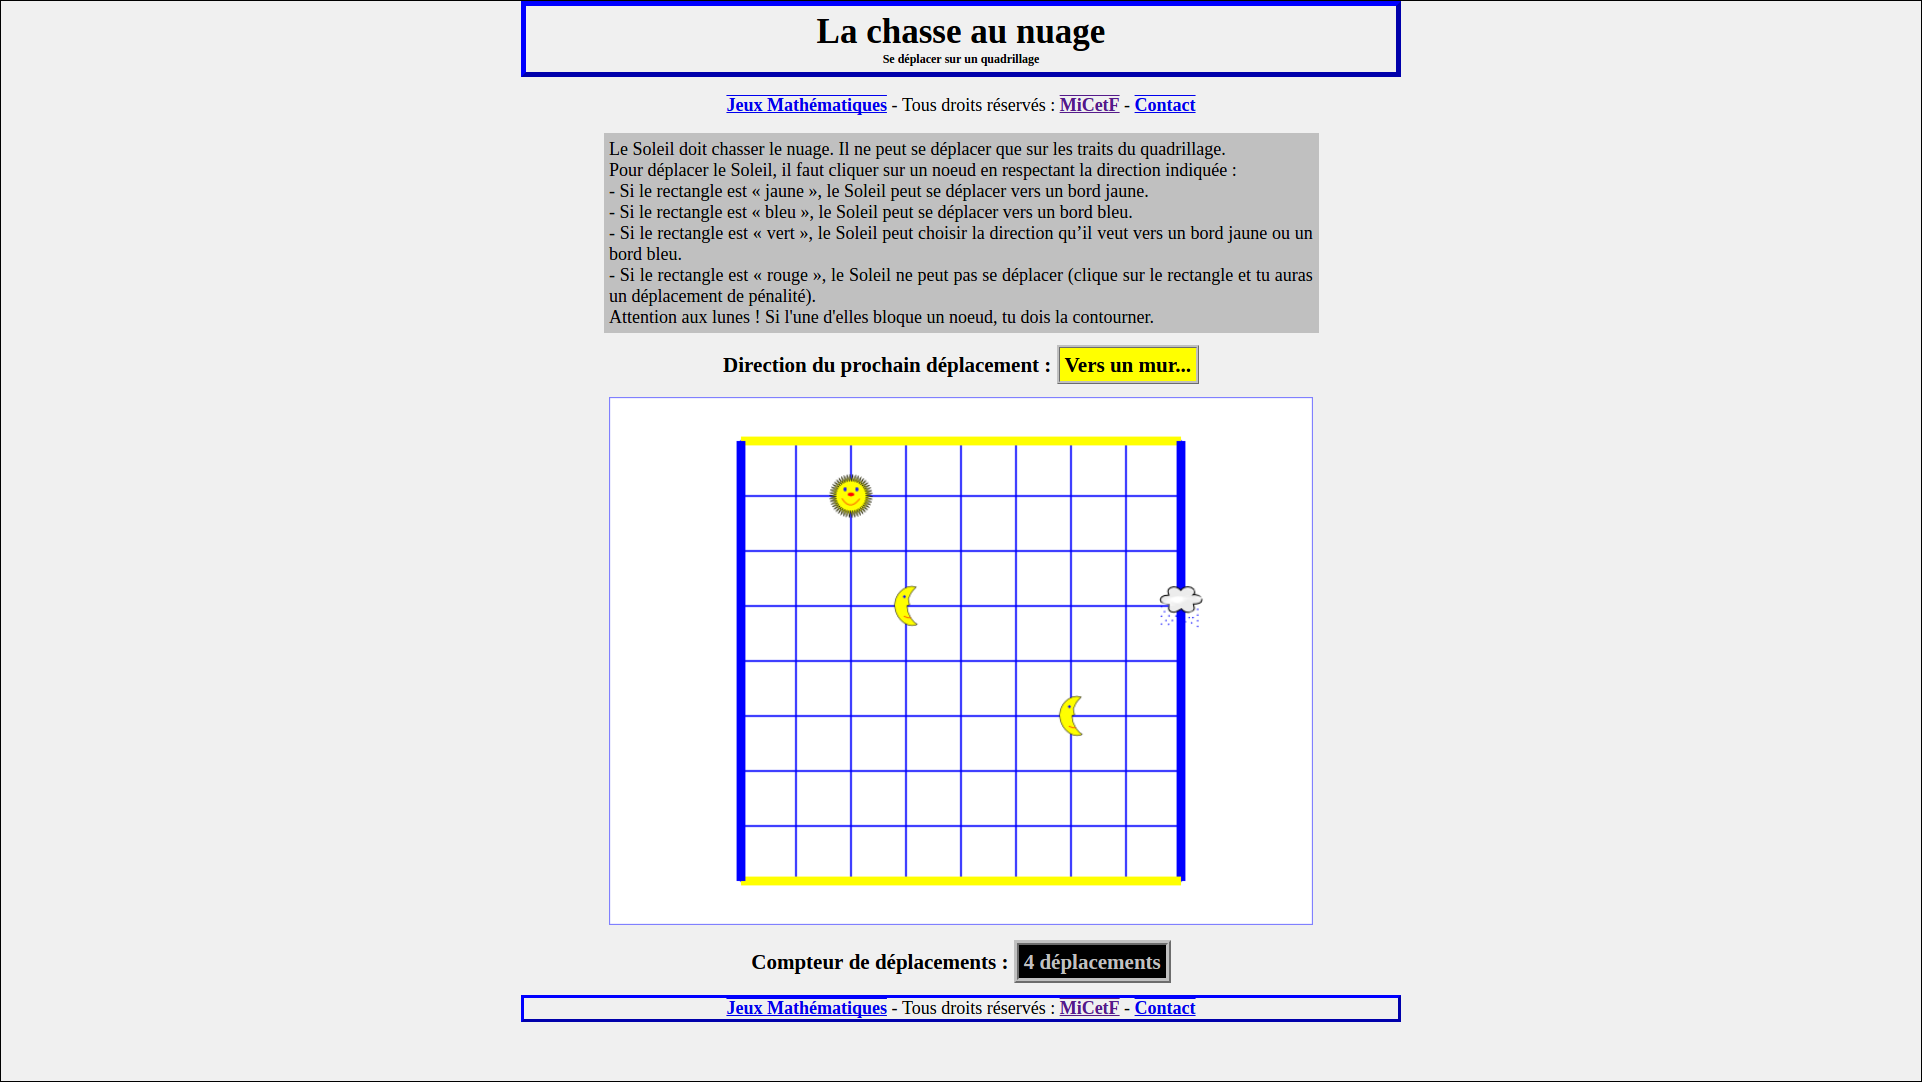 La chasse au nuage
Se déplacer sur un quadrillage
Jeux Mathématiques - Tous droits réservés : MiCetF - Contact
Le Soleil doit chasser le nuage. Il ne peut se déplacer que sur les traits du quadrillage.
Pour déplacer le Soleil, il faut cliquer sur un noeud en respectant la direction indiquée :
- Si le rectangle est « jaune », le Soleil peut se déplacer vers un bord jaune.
- Si le rectangle est « bleu », le Soleil peut se déplacer vers un bord bleu.
- Si le rectangle est « vert », le Soleil peut choisir la direction qu’il veut vers un bord jaune ou un
bord bleu.
- Si le rectangle est « rouge », le Soleil ne peut pas se déplacer (clique sur le rectangle et tu auras
un déplacement de pénalité).
Attention aux lunes ! Si l'une d'elles bloque un noeud, tu dois la contourner.
Direction du prochain déplacement : Vers un mur...
Compteur de déplacements : 4 déplacements
Jeux Mathématiques - Tous droits réservés : MiCetF - Contact